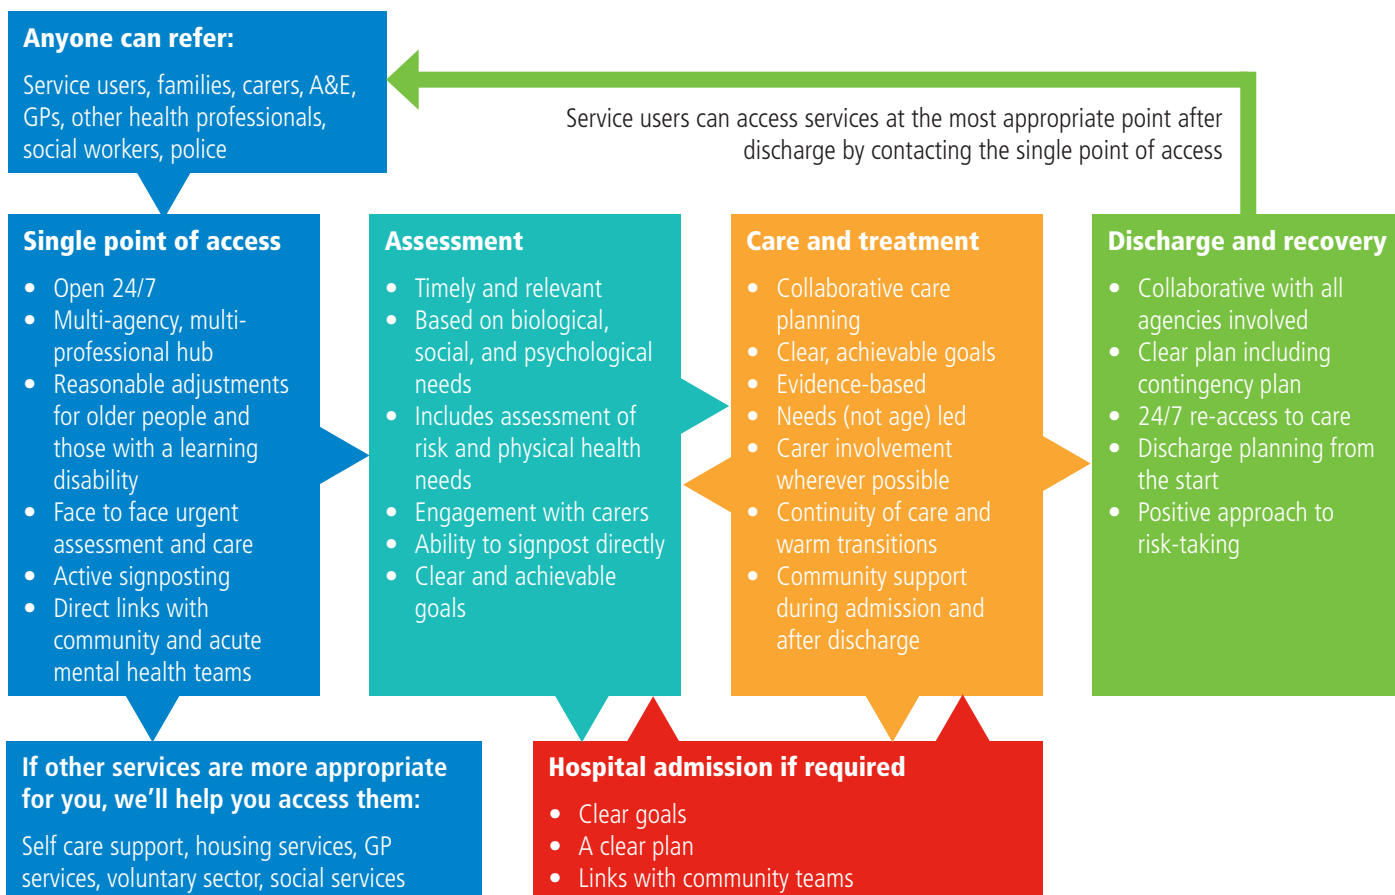 Anyone can refer:
Service users, families, carers, A&E,
GPs, other health professionals,
social workers, police
Service users can access services at the most appropriate point after
discharge by contacting the single point of access
Single point of access
• Open 24/7
• Multi-agency, multi-
professional hub
• Reasonable adjustments
for older people and
those with a learning
disability
• Face to face urgent
assessment and care
• Active signposting
• Direct links with
community and acute
mental health teams
Assessment
• Timely and relevant
• Based on biological,
social, and psychological
needs
• Includes assessment of
risk and physical health
needs
• Engagement with carers
• Ability to signpost directly
• Clear and achievable
goals
Care and treatment
• Collaborative care
planning
• Clear, achievable goals
• Evidence-based
• Needs (not age) led
• Carer involvement
wherever possible
• Continuity of care and
warm transitions
• Community support
during admission and
after discharge
Discharge and recovery
• Collaborative with all
agencies involved
• Clear plan including
contingency plan
• 24/7 re-access to care
• Discharge planning from
the start
• Positive approach to
risk-taking
If other services are more appropriate
for you, we'll help you access them:
Self care support, housing services, GP
services, voluntary sector, social services
Hospital admission if required
• Clear goals
• A clear plan
• Links with community teams